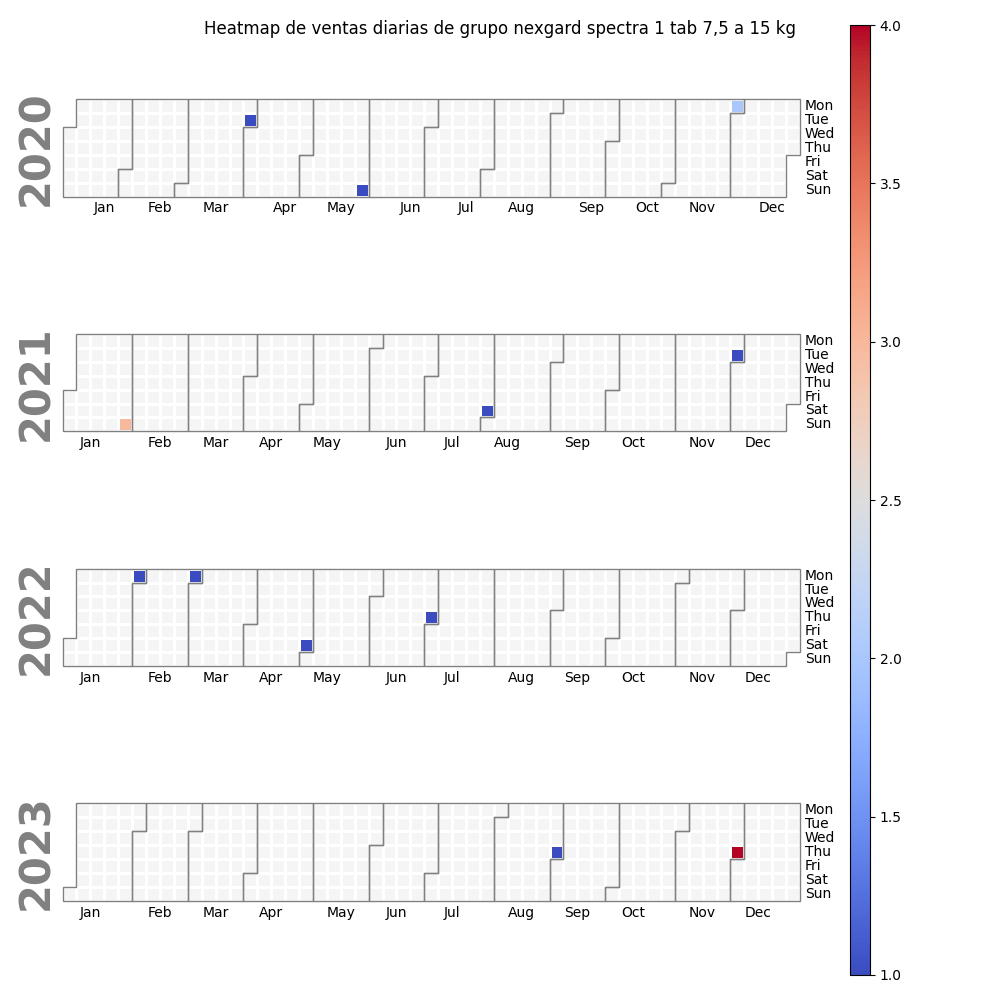 Heatmap de ventas diarias de grupo nexgard spectra 1 tab 7,5 a 15 kg
2020
Mon
Tue
Wed
Thu
Fri
Sat
Sun
Jan Feb Mar Apr May Jun Jul Aug Sep Oct Nov Dec
2021
Mon
Tue
Wed
Thu
Fri
Sat
Sun
Jan Feb Mar Apr May Jun Jul Aug Sep Oct Nov Dec
2022
Mon
Tue
Wed
Thu
Fri
Sat
Sun
Jan Feb Mar Apr May Jun Jul Aug Sep Oct Nov Dec
2023
Mon
Tue
Wed
Thu
Fri
Sat
Sun
Jan Feb Mar Apr May Jun Jul Aug Sep Oct Nov Dec
4.0
3.5
3.0
2.5
2.0
1.5
1.0